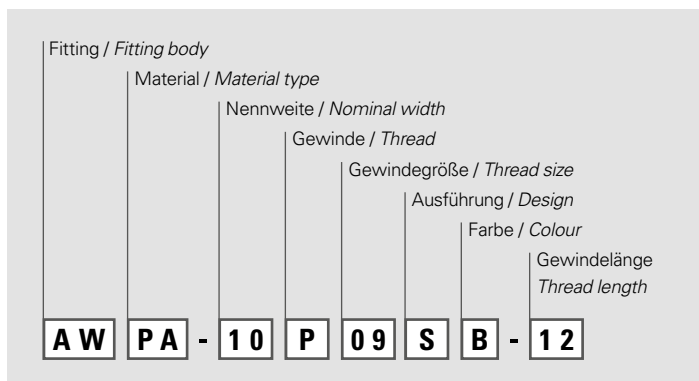 Fitting / Fitting body
Material / Material type
Nennweite / Nominal width
Gewinde / Thread
Gewindegröße / Thread size
Ausführung / Design
Farbe / Colour
Gewindelänge
Thread length
AW PA - 10 P 09 S B - 12